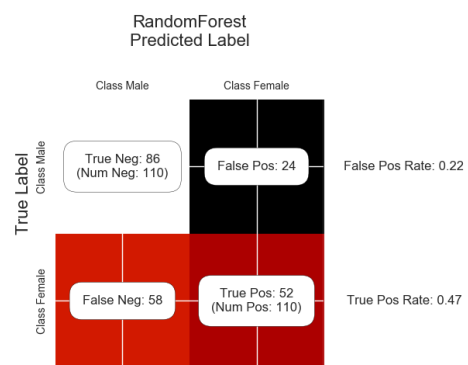 RandomForest
Predicted Label
Class Male
Class Female
True Label
Class Male
True Neg: 86
(Num Neg: 110)
False Pos: 24
False Pos Rate: 0.22
Class Female
False Neg: 58
True Pos: 52
(Num Pos: 110)
True Pos Rate: 0.47